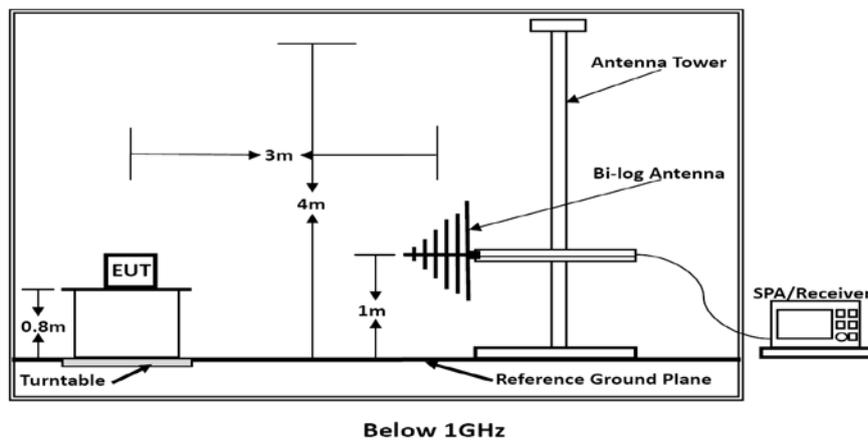 Antenna Tower
3m
Bi-log Antenna
4m
EUT
1m
SPA/Receiver
0.8m
Turntable
Reference Ground Plane
Below 1GHz